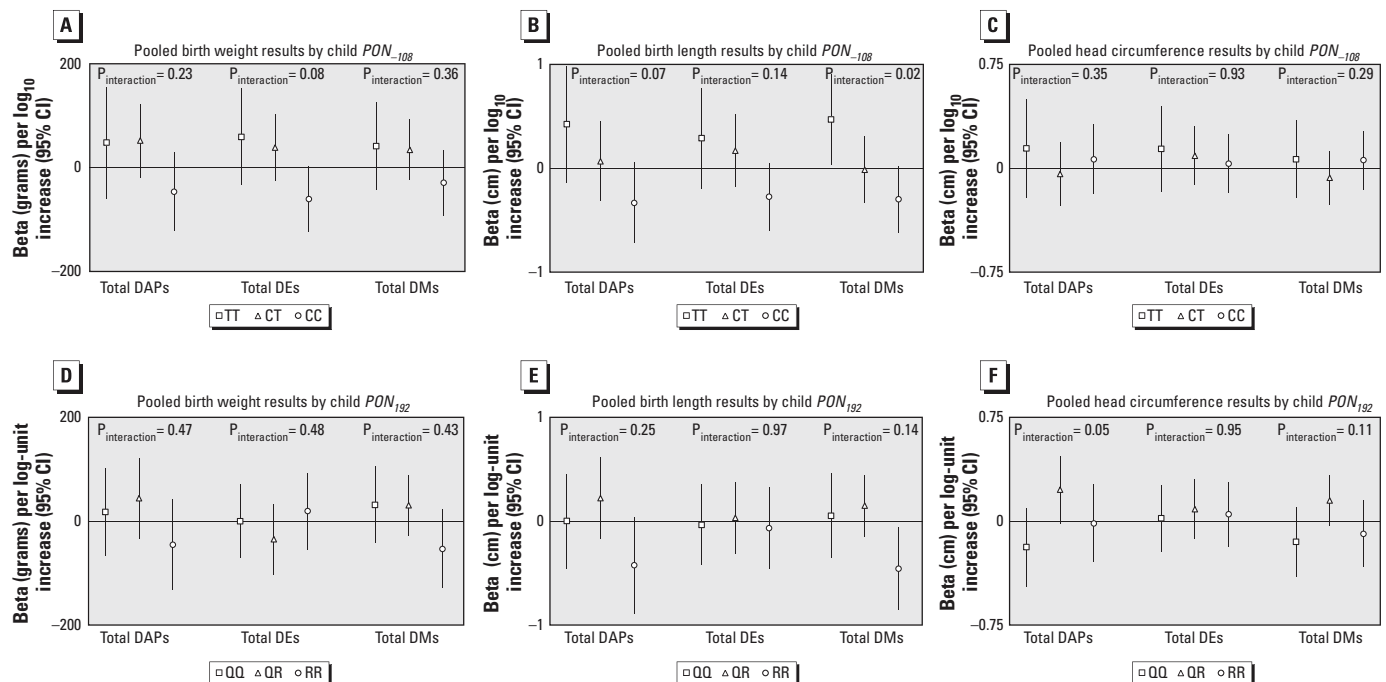 A
Pooled birth weight results by child PON–108
Beta (grams) per log10
increase (95% CI)
200
0
–200
Pinteraction = 0.23
Pinteraction = 0.08
Pinteraction = 0.36
Total DAPs
Total DEs
Total DMs
TT CT CC
B
Pooled birth length results by child PON–108
Beta (cm) per log10
increase (95% CI)
1
0
–1
Pinteraction = 0.07
Pinteraction = 0.14
Pinteraction = 0.02
Total DAPs
Total DEs
Total DMs
TT CT CC
C
Pooled head circumference results by child PON–108
Beta (cm) per log10
increase (95% CI)
0.75
0
–0.75
Pinteraction = 0.35
Pinteraction = 0.93
Pinteraction = 0.29
Total DAPs
Total DEs
Total DMs
TT CT CC
D
Pooled birth weight results by child PON192
Beta (grams) per log-unit
increase (95% CI)
200
0
–200
Pinteraction = 0.47
Pinteraction = 0.48
Pinteraction = 0.43
Total DAPs
Total DEs
Total DMs
QQ QR RR
E
Pooled birth length results by child PON192
Beta (cm) per log-unit
increase (95% CI)
1
0
–1
Pinteraction = 0.25
Pinteraction = 0.97
Pinteraction = 0.14
Total DAPs
Total DEs
Total DMs
QQ QR RR
F
Pooled head circumference results by child PON192
Beta (cm) per log-unit
increase (95% CI)
0.75
0
–0.75
Pinteraction = 0.05
Pinteraction = 0.95
Pinteraction = 0.11
Total DAPs
Total DEs
Total DMs
QQ QR RR